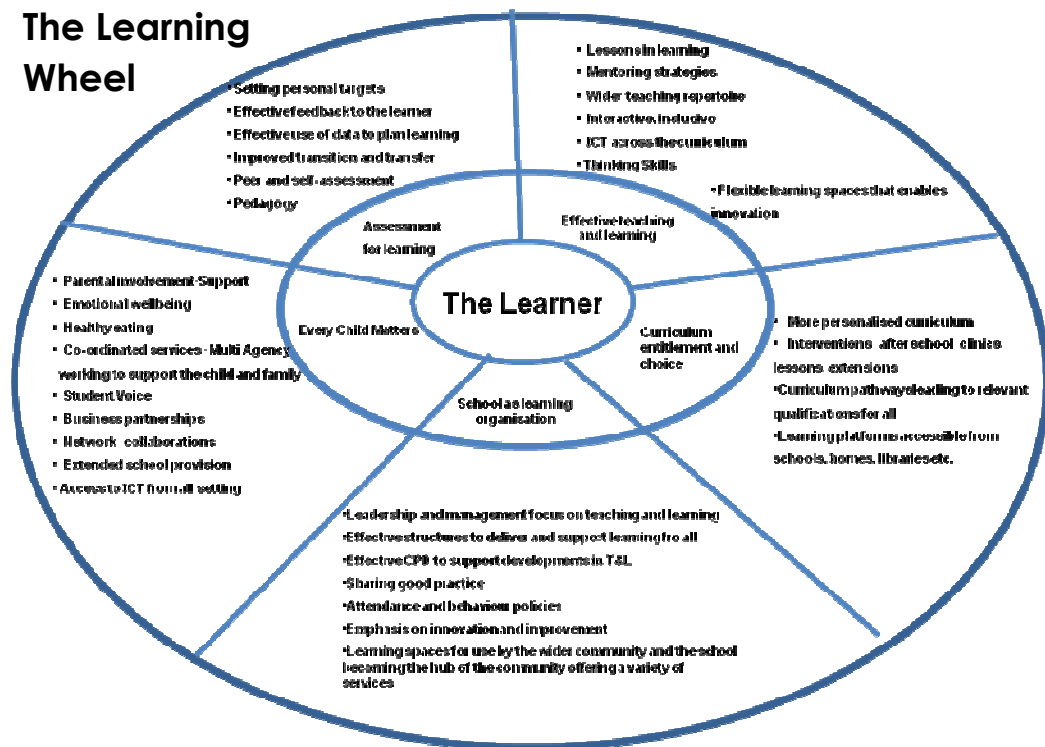 The Learning
Wheel
• Setting personal targets
• Effective feedback to the learner
• Effective use of data to plan learning
• Improved transition and transfer
• Peer and self-assessment
• Pedagogy
• Lessons in learning
• Mentoring strategies
• Wider teaching repertoire
• Interactive, inclusive
• ICT across the curriculum
• Thinking Skills
• Flexible learning spaces that enables
innovation
Assessment
for learning
Effective teaching
and learning
The Learner
Every Child Matters
Curriculum
entitlement and
choice
School as learning
organisation
• Parental involvement-Support
• Emotional wellbeing
• Healthy eating
• Co-ordinated services - Multi Agency
working to support the child and family
• Student Voice
• Business partnerships
• Network collaborations
• Extended school provision
• Access to ICT from all setting
• More personalised curriculum
• Interventions after school clinics
lessons extensions
• Curriculum pathways leading to relevant
qualifications for all
• Learning platforms accessible from
schools, homes, libraries etc.
• Leadership and management focus on teaching and learning
• Effective structures to deliver and support learning fro all
• Effective CPD to support developments in T&L
• Sharing good practice
• Attendance and behaviour policies
• Emphasis on innovation and improvement
• Learning spaces for use by the wider community and the school
becoming the hub of the community offering a variety of
services